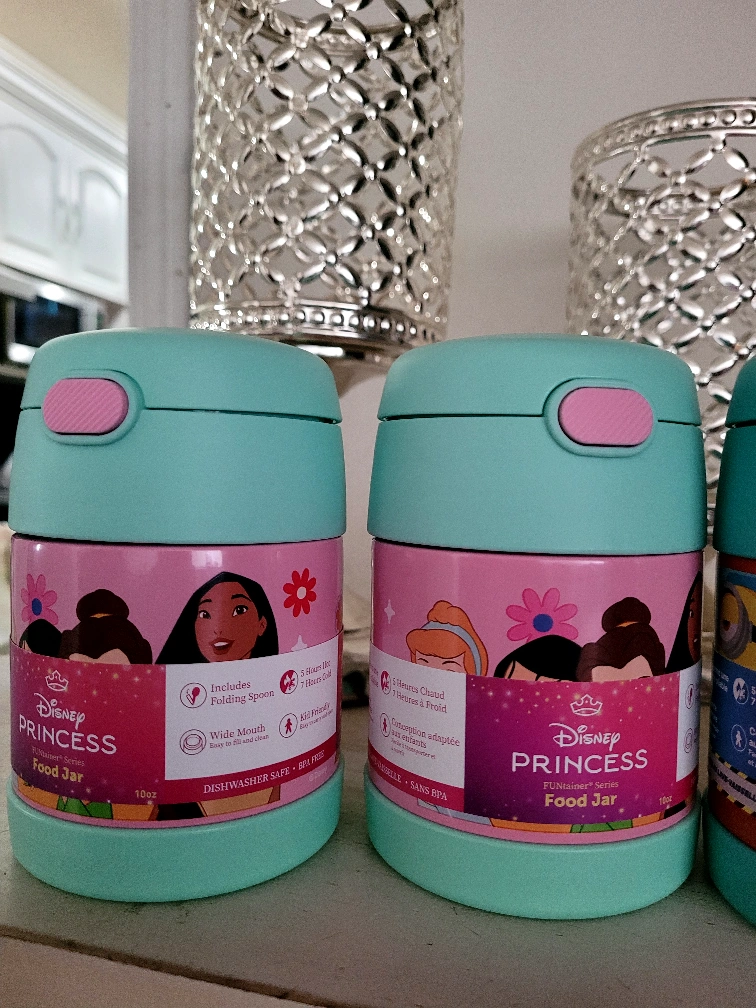 Includes
Folding Spoon
5 Hours Hot
7 Hours Cold
Wide Mouth
Easy to fill and clean
Kid Friendly
DISNEY
PRINCESS
FUNtainer® Series
Food Jar
10oz
DISHWASHER SAFE • BPA FREE
5 Heures Chaud
7 Heures à Froid
Conception adaptée
aux enfants
SANS BPA
DISNEY
PRINCESS
FUNtainer® Series
Food Jar
10oz